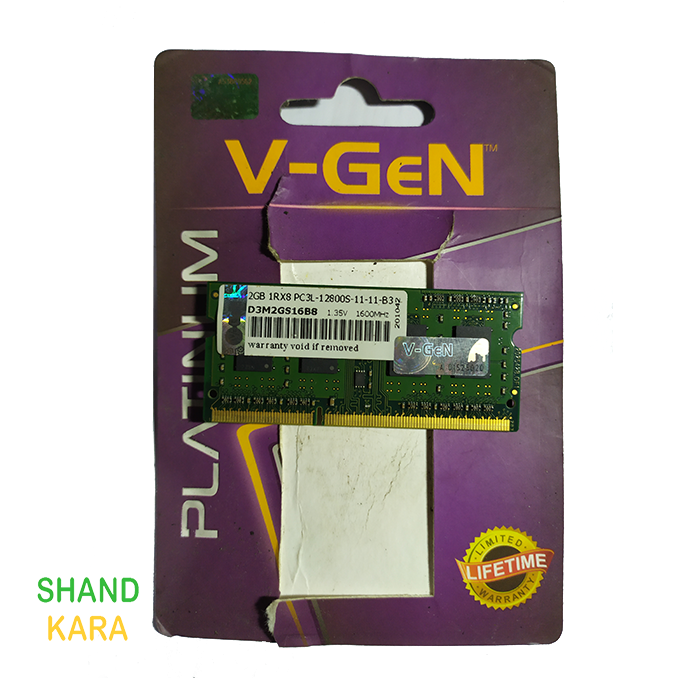 V-GeN™
PLATINUM
2GB 1RX8 PC3L-12800S-11-11-B3
D3M2GS16B8 1.35V 1600MHz
201042
warranty void if removed
V-GeN
LIMITED
LIFETIME
WARRANTY
SHAND
KARA